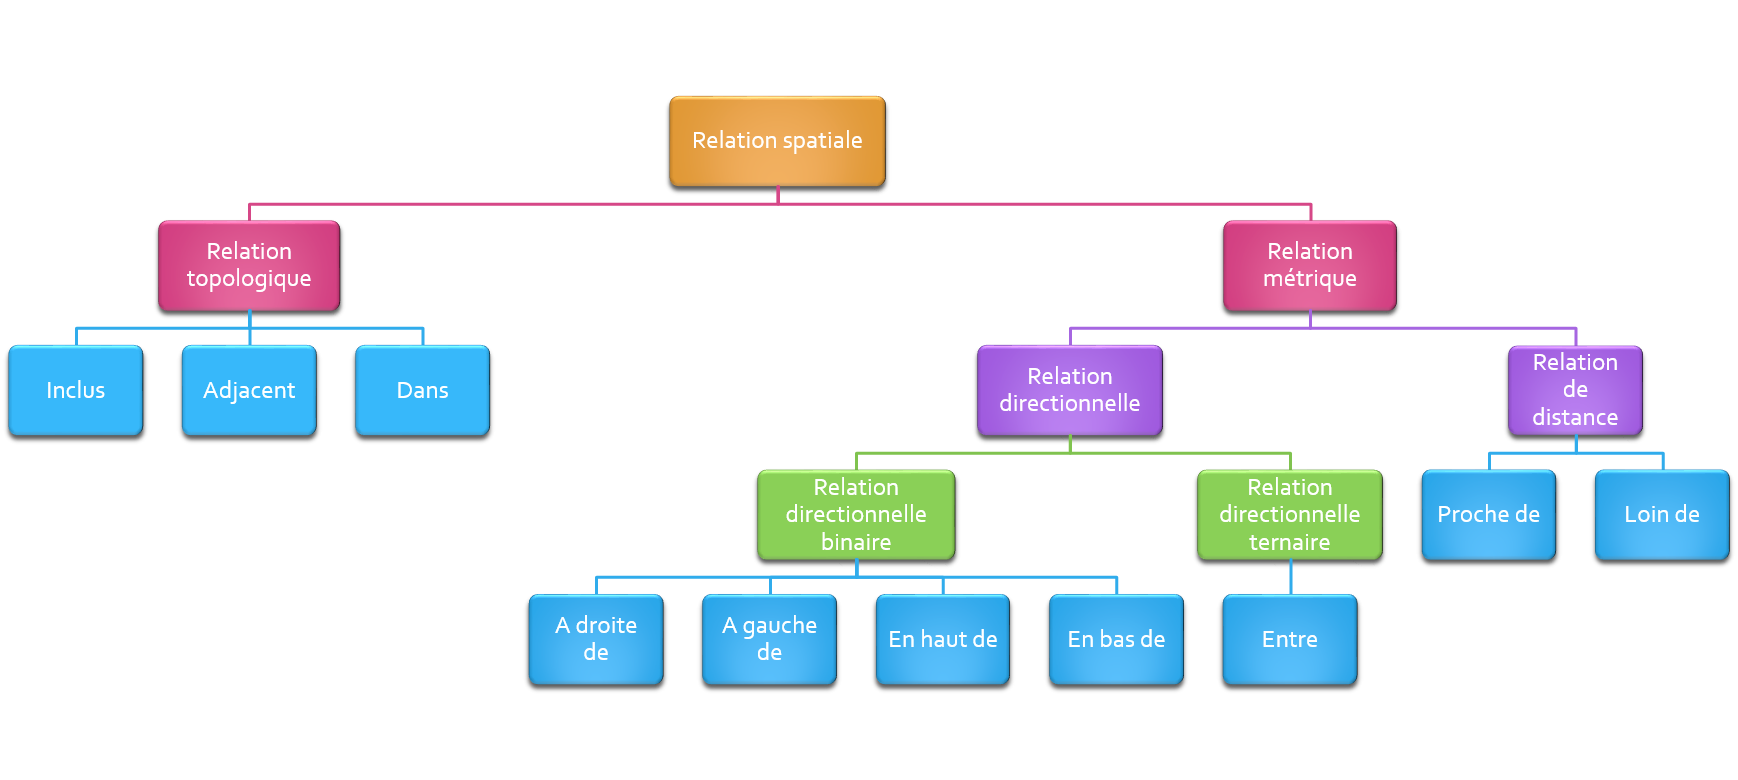 Relation spatiale
Relation
topologique
Relation
métrique
Inclus
Adjacent
Dans
Relation
directionnelle
Relation
de
distance
Relation
directionnelle
binaire
Relation
directionnelle
ternaire
Proche de
Loin de
A droite
de
A gauche
de
En haut de
En bas de
Entre